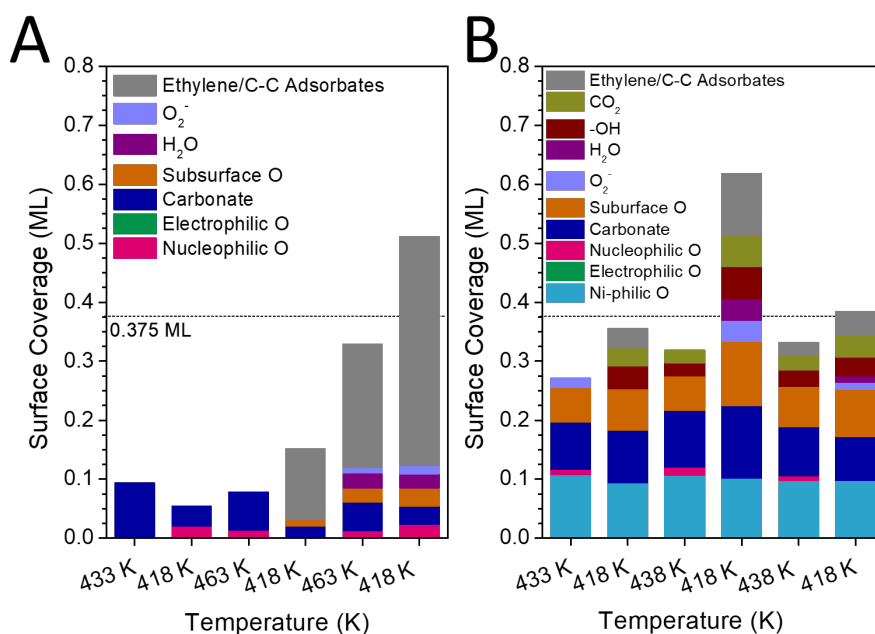 A
Surface Coverage (ML)
0.8
0.7
0.6
0.5
0.4
0.3
0.2
0.1
0.0
Ethylene/C-C Adsorbates
O₂⁻
H₂O
Subsurface O
Carbonate
Electrophilic O
Nucleophilic O
0.375 ML
433 K
418 K
463 K
418 K
463 K
418 K
Temperature (K)
B
Surface Coverage (ML)
0.8
0.7
0.6
0.5
0.4
0.3
0.2
0.1
0.0
Ethylene/C-C Adsorbates
CO₂
-OH
H₂O
O₂⁻
Suburface O
Carbonate
Nucleophilic O
Electrophilic O
Ni-philic O
433 K
418 K
438 K
418 K
438 K
418 K
Temperature (K)